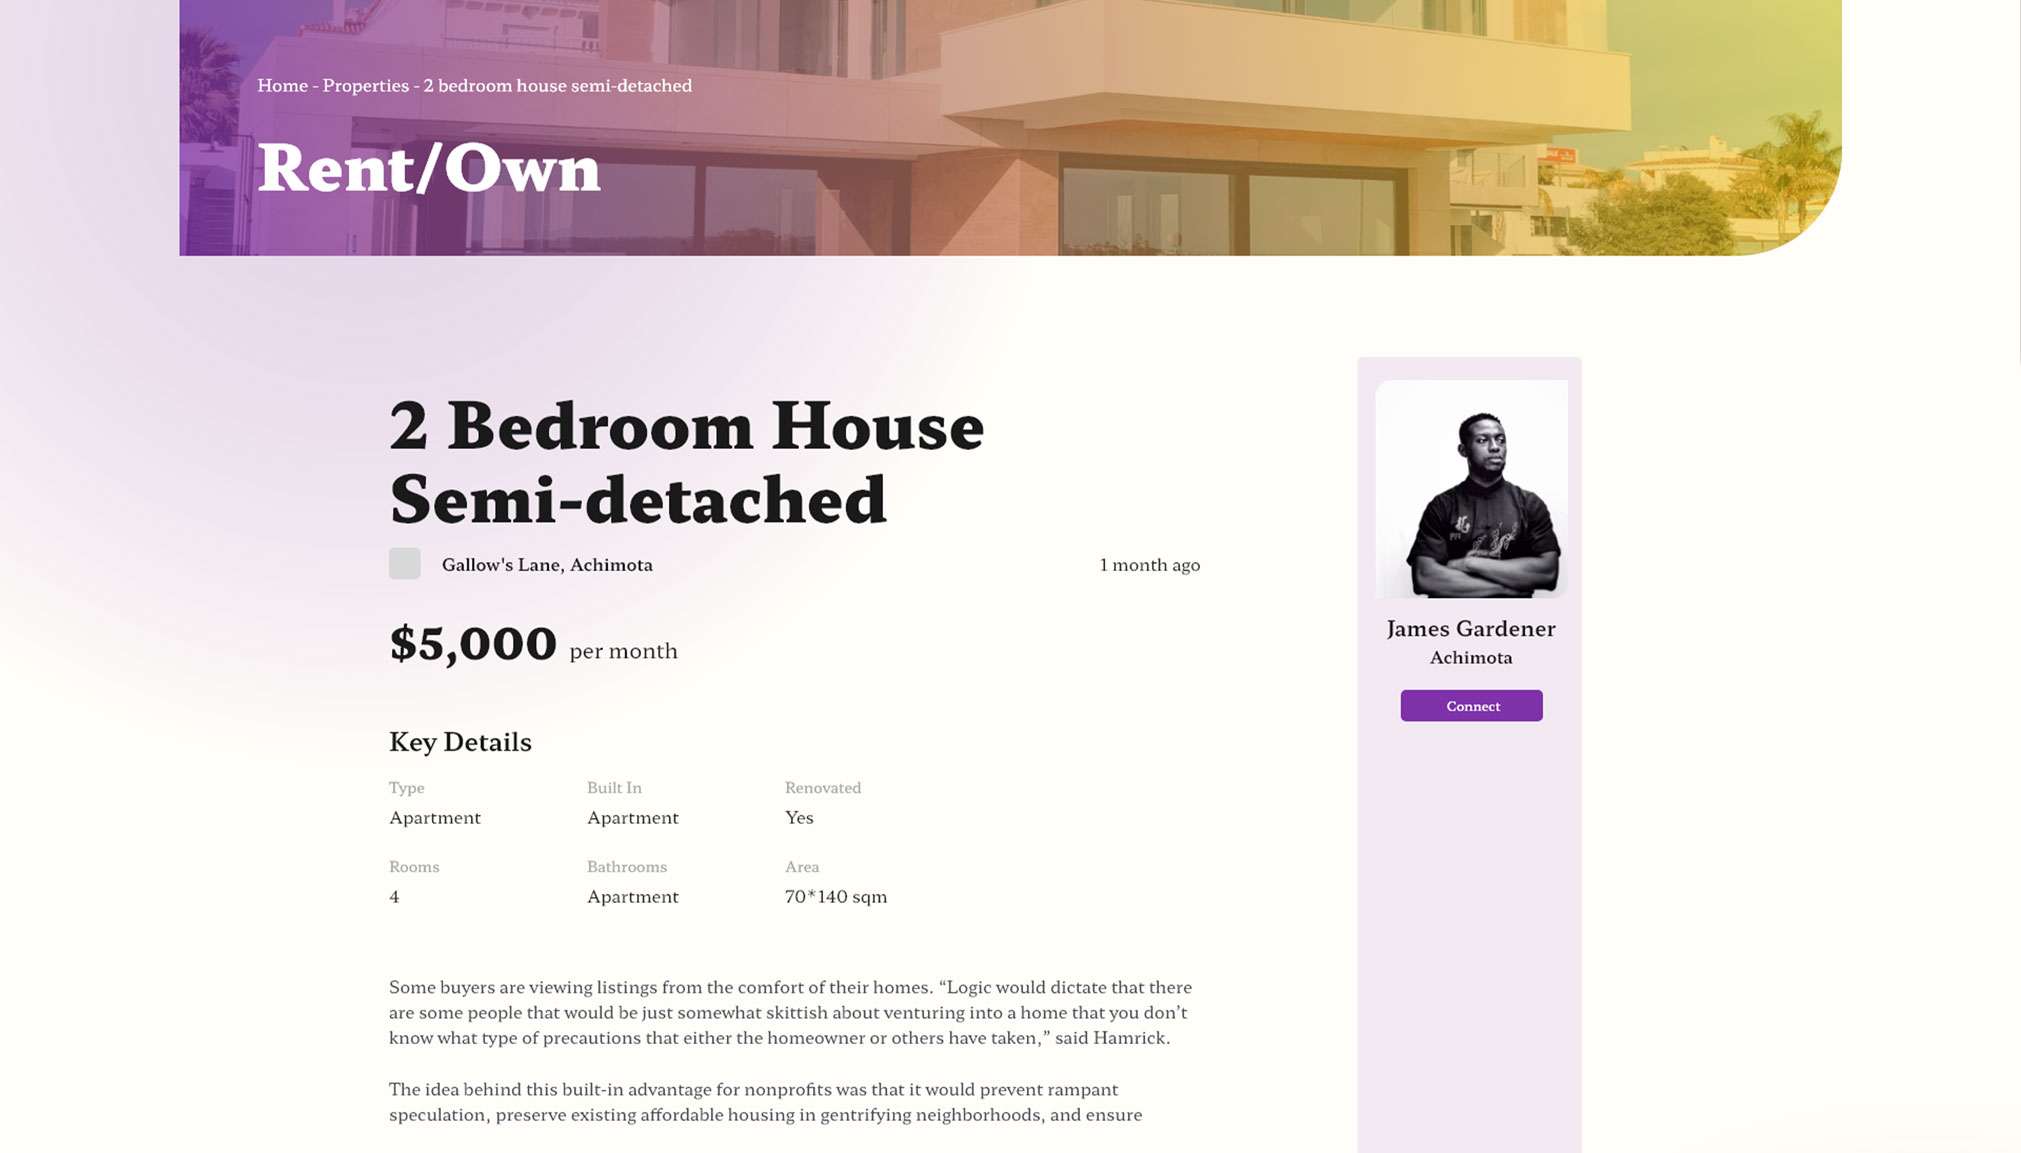 Home - Properties - 2 bedroom house semi-detached
Rent/Own
2 Bedroom House
Semi-detached
Gallow's Lane, Achimota
1 month ago
$5,000 per month
Key Details
Type
Built In
Renovated
Apartment
Apartment
Yes
Rooms
Bathrooms
Area
4
Apartment
70*140 sqm
Some buyers are viewing listings from the comfort of their homes. “Logic would dictate that there
are some people that would be just somewhat skittish about venturing into a home that you don’t
know what type of precautions that either the homeowner or others have taken,” said Hamrick.
The idea behind this built-in advantage for nonprofits was that it would prevent rampant
speculation, preserve existing affordable housing in gentrifying neighborhoods, and ensure
James Gardener
Achimota
Connect